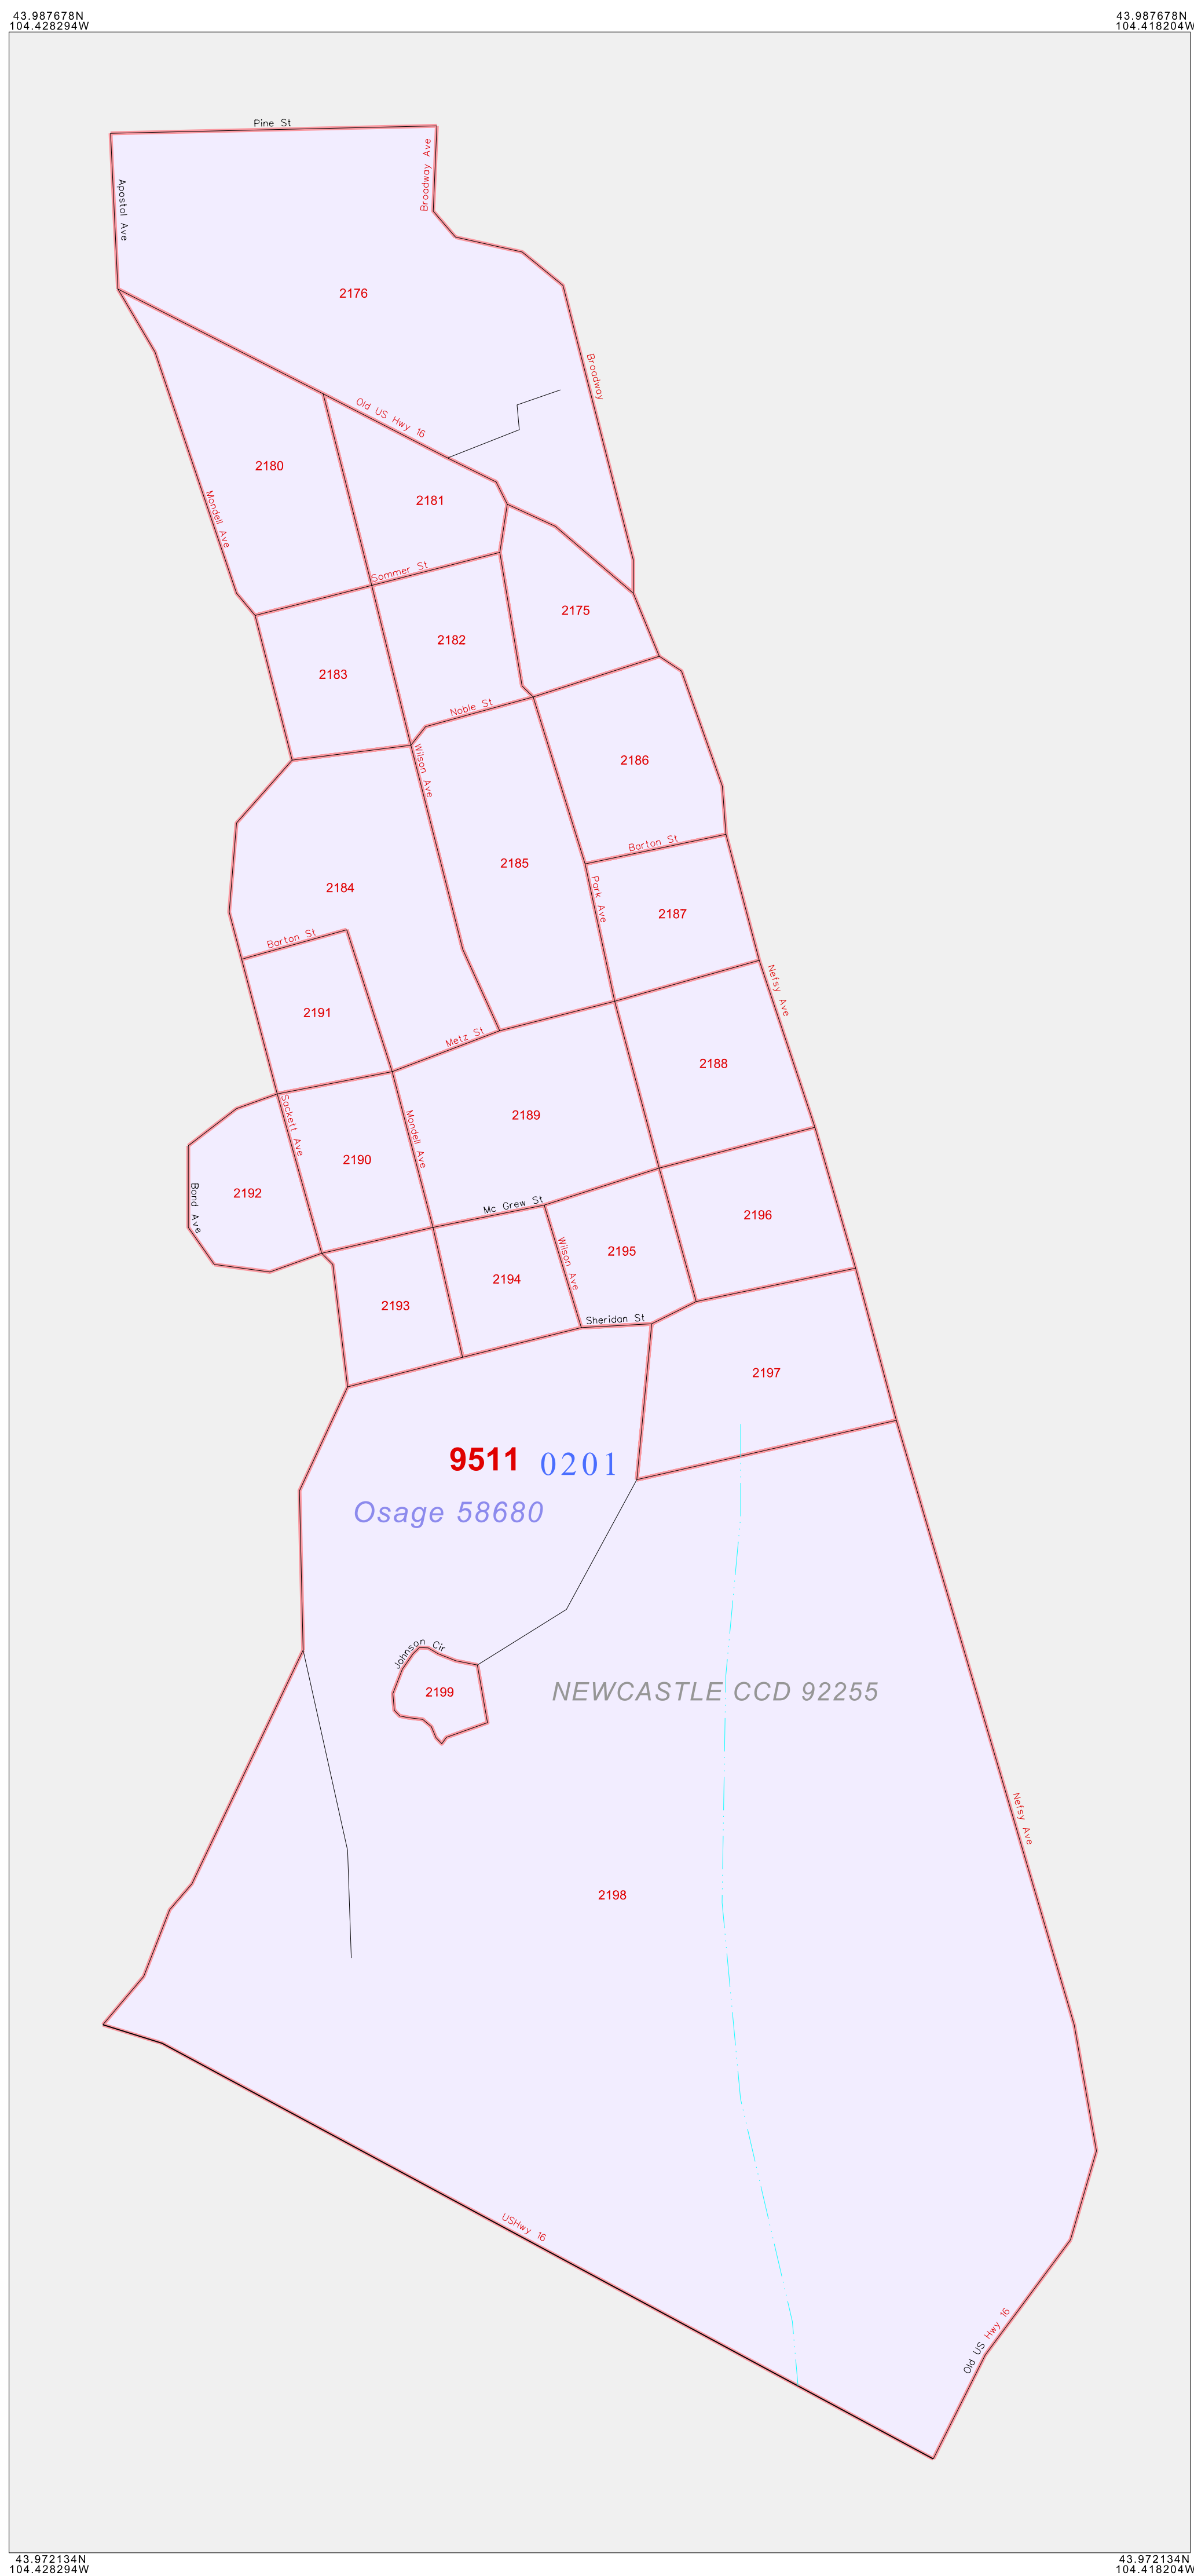 43.987678N
104.428294W
43.987678N
104.418204W
Pine St
Broadway Ave
Apostol Ave
2176
Broadway
Old US Hwy 16
2180
2181
Mondell Ave
Sommer St
2175
2182
2183
Noble St
Wilson Ave
2186
Barton St
2185
Park Ave
2184
2187
Barton St
Nefsy Ave
2191
Metz St
2188
Sackett Ave
Mondell Ave
2189
2190
2192
Bond Ave
Mc Grew St
2196
Wilson Ave
2195
2194
2193
Sheridan St
2197
9511 0201
Osage 58680
Johnson Cir
2199
NEWCASTLE CCD 92255
Nefsy Ave
2198
USHwy 16
Old US Hwy 16
43.972134N
104.428294W
43.972134N
104.418204W